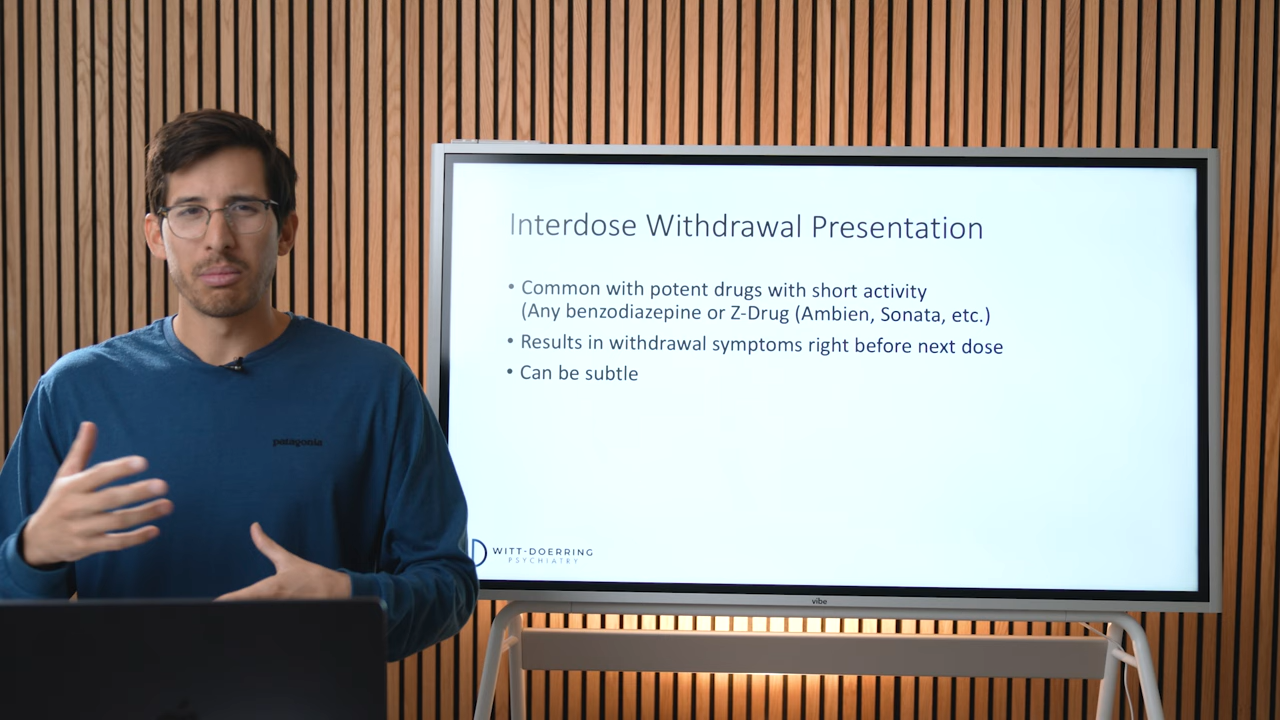 Interdose Withdrawal Presentation
• Common with potent drugs with short activity
(Any benzodiazepine or Z-Drug (Ambien, Sonata, etc.)
• Results in withdrawal symptoms right before next dose
• Can be subtle
patagonia
D WITT-DOERRING
PSYCHIATRY
vibe